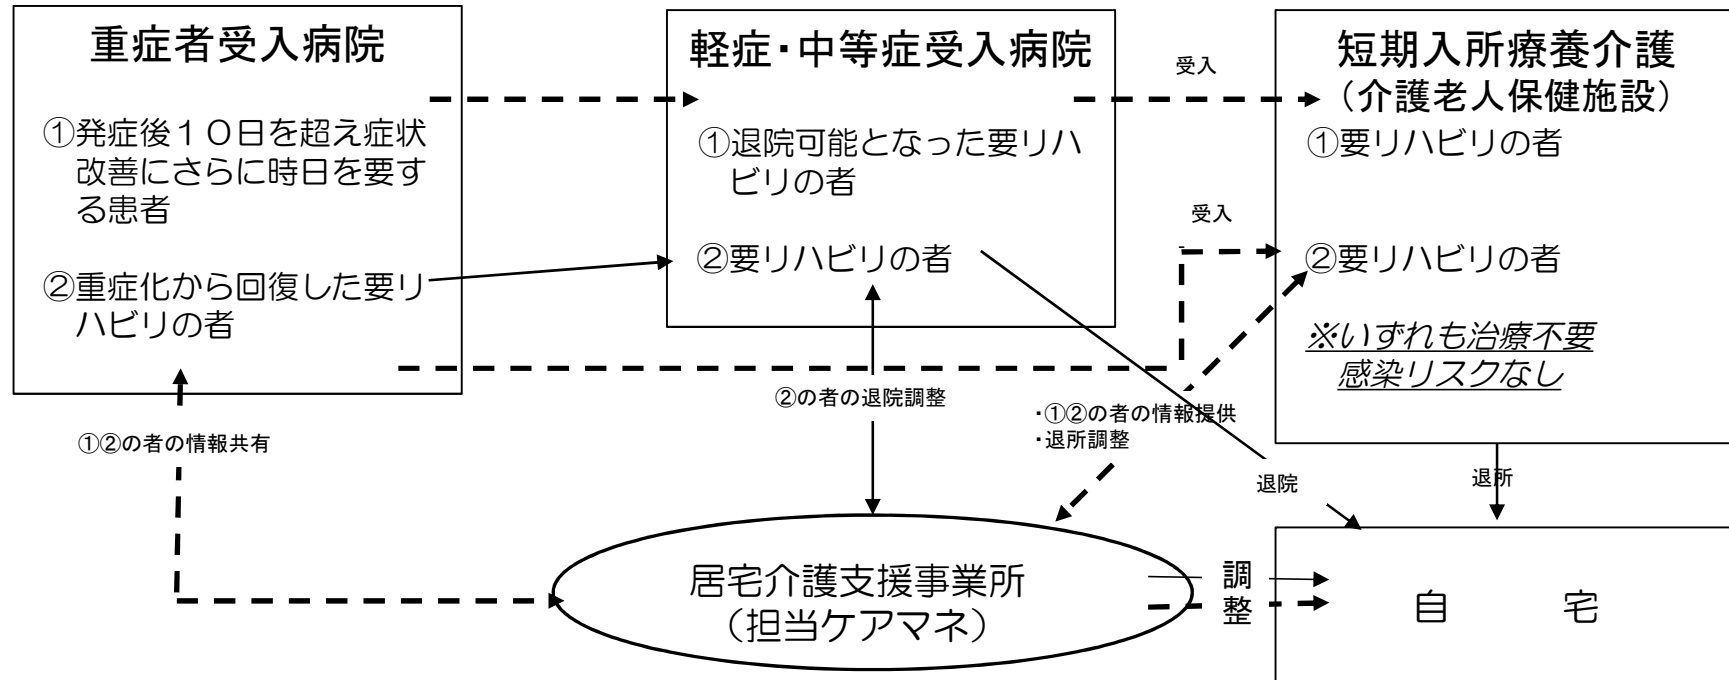 重症者受入病院
①発症後１０日を超え症状
改善にさらに時日を要す
る患者
②重症化から回復した要リ
ハビリの者
軽症・中等症受入病院
①退院可能となった要リハ
ビリの者
②要リハビリの者
受入
受入
短期入所療養介護
（介護老人保健施設）
①要リハビリの者
②要リハビリの者
※いずれも治療不要
感染リスクなし
①②の者の情報共有
②の者の退院調整
・①②の者の情報提供
・退所調整
退院
退所
居宅介護支援事業所
（担当ケアマネ）
調
整
自　宅